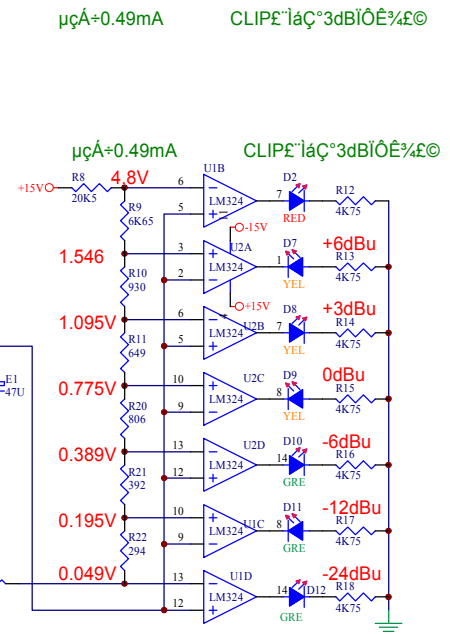 µçÁ÷0.49mA CLIP£¨ÌáÇ°3dBÏÔÊ¾£©
µçÁ÷0.49mA CLIP£¨ÌáÇ°3dBÏÔÊ¾£©
+15V R8 20K5 4.8V 6 5 U1B LM324 7 D2 RED R12 4K75
R9 6K65
-15V
1.546 3 2 U2A LM324 1 D7 YEL +6dBu R13 4K75
R10 930
+15V
1.095V 6 5 U2B LM324 7 D8 YEL +3dBu R14 4K75
R11 649
E1 47U
0.775V 10 9 U2C LM324 8 D9 YEL 0dBu R15 4K75
R20 806
0.389V 13 12 U2D LM324 14 D10 GRE -6dBu R16 4K75
R21 392
0.195V 10 9 U1C LM324 8 D11 GRE -12dBu R17 4K75
R22 294
0.049V 13 12 U1D LM324 14 D12 GRE -24dBu R18 4K75